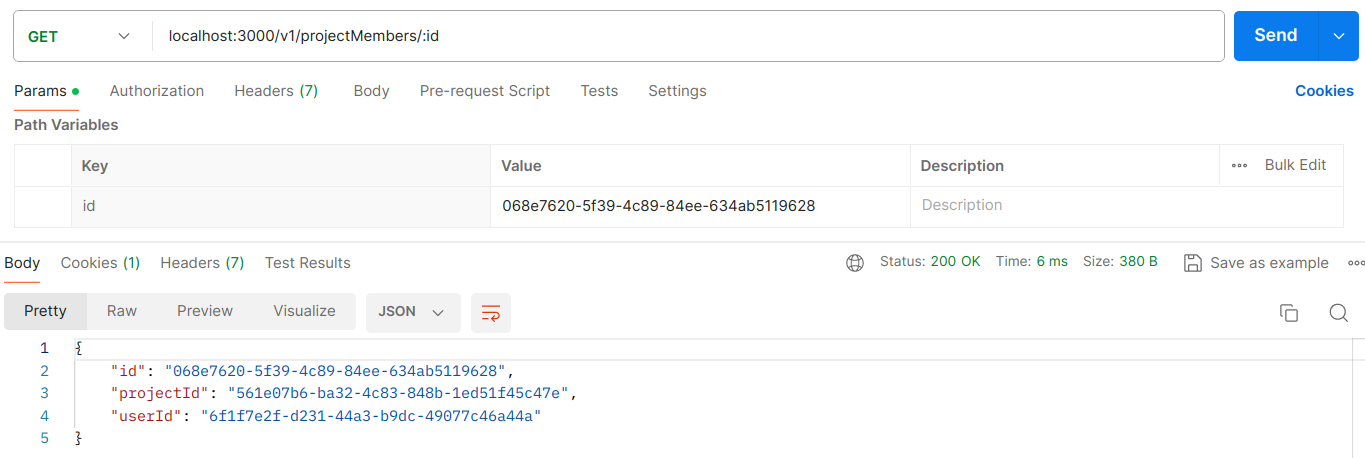 GET localhost:3000/v1/projectMembers/:id Send
Params Authorization Headers (7) Body Pre-request Script Tests Settings Cookies
Path Variables
Key Value Description Bulk Edit
id 068e7620-5f39-4c89-84ee-634ab5119628 Description
Body Cookies (1) Headers (7) Test Results Status: 200 OK Time: 6 ms Size: 380 B Save as example
Pretty Raw Preview Visualize JSON
1 {
2 "id": "068e7620-5f39-4c89-84ee-634ab5119628",
3 "projectId": "561e07b6-ba32-4c83-848b-1ed51f45c47e",
4 "userId": "6f1f7e2f-d231-44a3-b9dc-49077c46a44a"
5 }